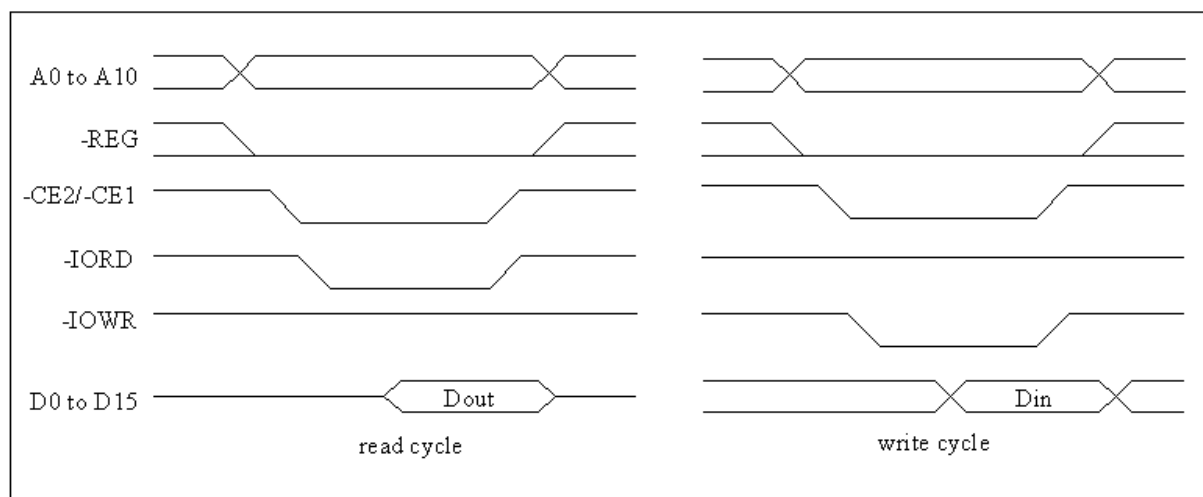 A0 to A10
-REG
-CE2/-CE1
-IORD
-IOWR
D0 to D15
Dout
Din
read cycle
write cycle